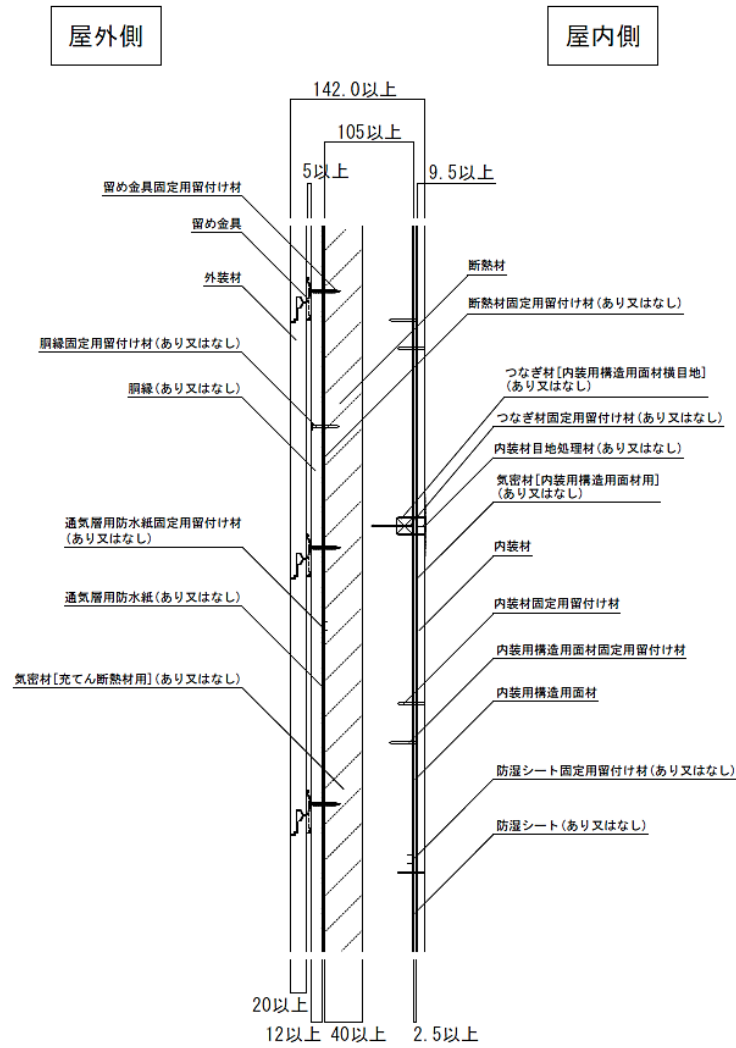 屋外側
屋内側
142.0以上
105以上
5以上
9.5以上
留め金具固定用留付け材
留め金具
外装材
胴縁固定用留付け材(あり又はなし)
胴縁(あり又はなし)
通気層用防水紙固定用留付け材
(あり又はなし)
通気層用防水紙(あり又はなし)
気密材[充てん断熱材用](あり又はなし)
断熱材
断熱材固定用留付け材(あり又はなし)
つなぎ材[内装用構造用面材横目地]
(あり又はなし)
つなぎ材固定用留付け材(あり又はなし)
内装材目地処理材(あり又はなし)
気密材[内装用構造用面材用]
(あり又はなし)
内装材
内装材固定用留付け材
内装用構造用面材固定用留付け材
内装用構造用面材
防湿シート固定用留付け材(あり又はなし)
防湿シート(あり又はなし)
20以上
12以上
40以上
2.5以上